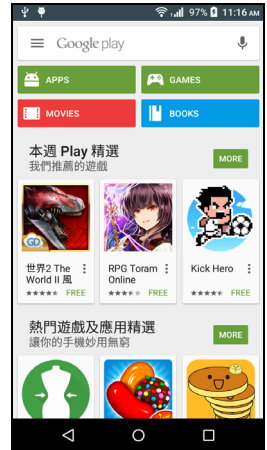 97% 11:16 AM
Google play
APPS
GAMES
MOVIES
BOOKS
本週 Play 精選
我們推薦的遊戲
MORE
GD
世界2 The
World II 風
FREE
RPG Toram
Online
FREE
Kick Hero
FREE
熱門遊戲及應用精選
讓你的手機妙用無窮
MORE